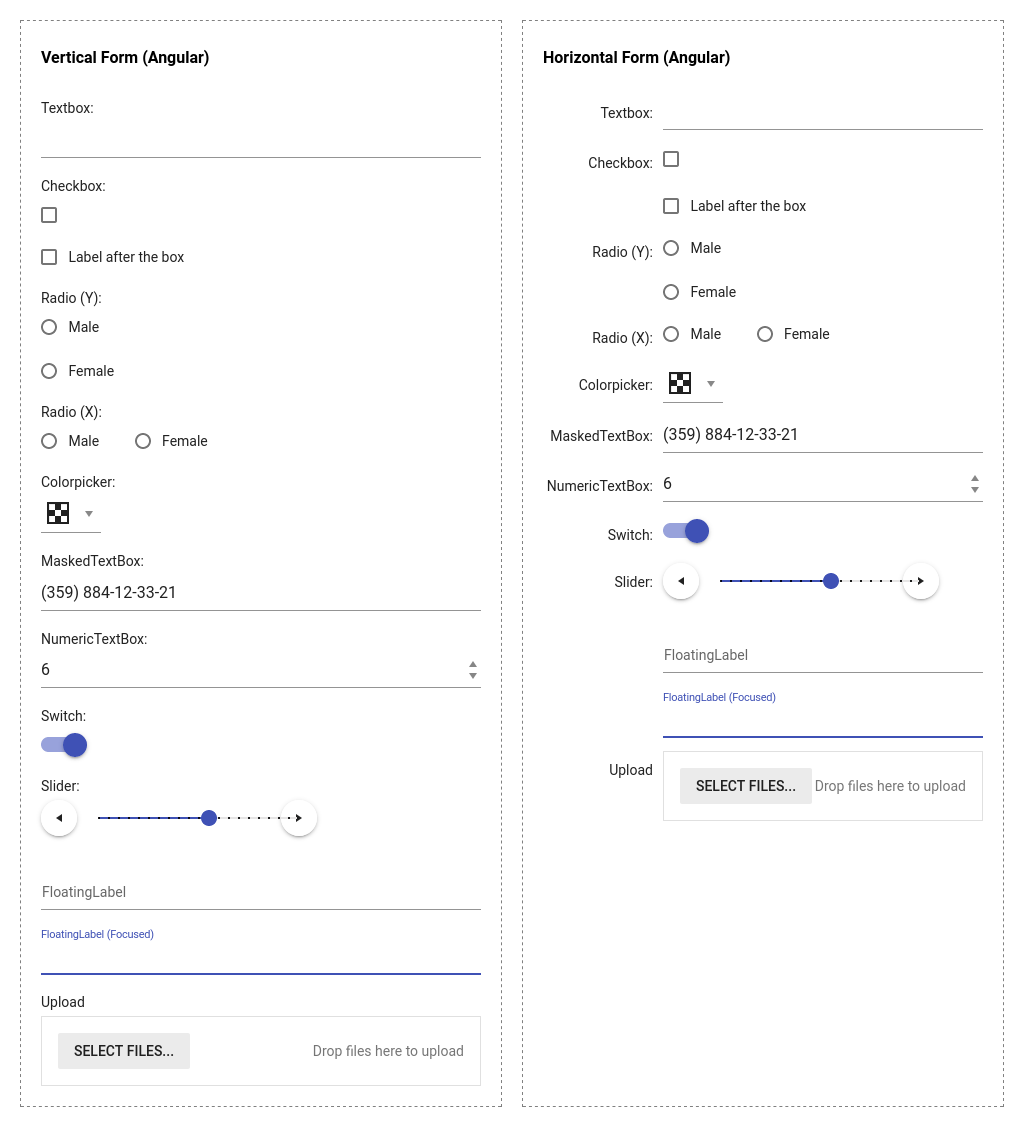 Vertical Form (Angular)
Textbox:
Checkbox:
Label after the box
Radio (Y):
Male
Female
Radio (X):
Male Female
Colorpicker:
MaskedTextBox:
(359) 884-12-33-21
NumericTextBox:
6
Switch:
Slider:
FloatingLabel
FloatingLabel (Focused)
Upload
SELECT FILES... Drop files here to upload
Horizontal Form (Angular)
Textbox:
Checkbox:
Label after the box
Radio (Y): Male
Female
Radio (X): Male Female
Colorpicker:
MaskedTextBox: (359) 884-12-33-21
NumericTextBox: 6
Switch:
Slider:
FloatingLabel
FloatingLabel (Focused)
Upload
SELECT FILES... Drop files here to upload